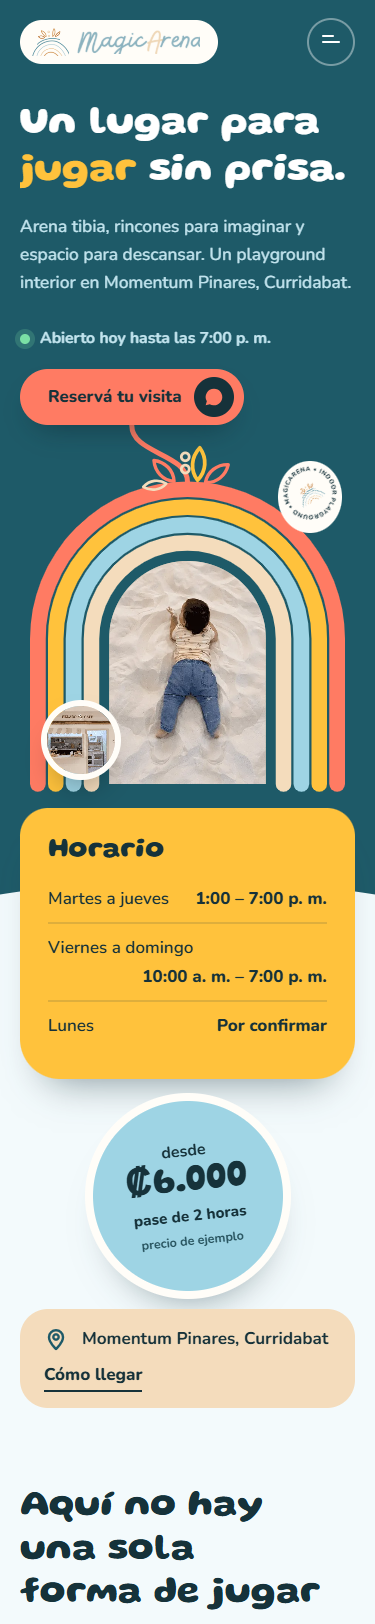 MagicArena
Un lugar para
jugar sin prisa.
Arena tibia, rincones para imaginar y
espacio para descansar. Un playground
interior en Momentum Pinares, Curridabat.
Abierto hoy hasta las 7:00 p. m.
Reservá tu visita
MAGICARENA • INDOOR PLAYGROUND •
Horario
Martes a jueves 1:00 – 7:00 p. m.
Viernes a domingo
10:00 a. m. – 7:00 p. m.
Lunes Por confirmar
desde
₡6.000
pase de 2 horas
precio de ejemplo
Momentum Pinares, Curridabat
Cómo llegar
Aquí no hay
una sola
forma de jugar